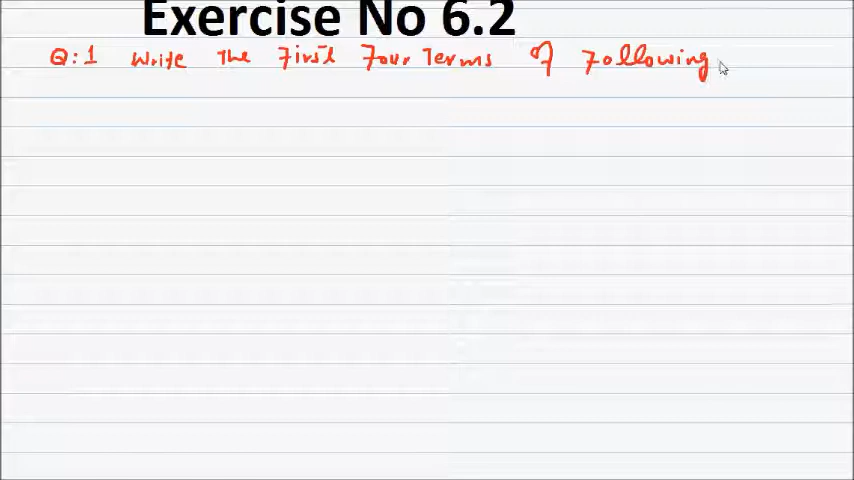 Exercise No 6.2
Q:1 Write The First Four Terms of Following